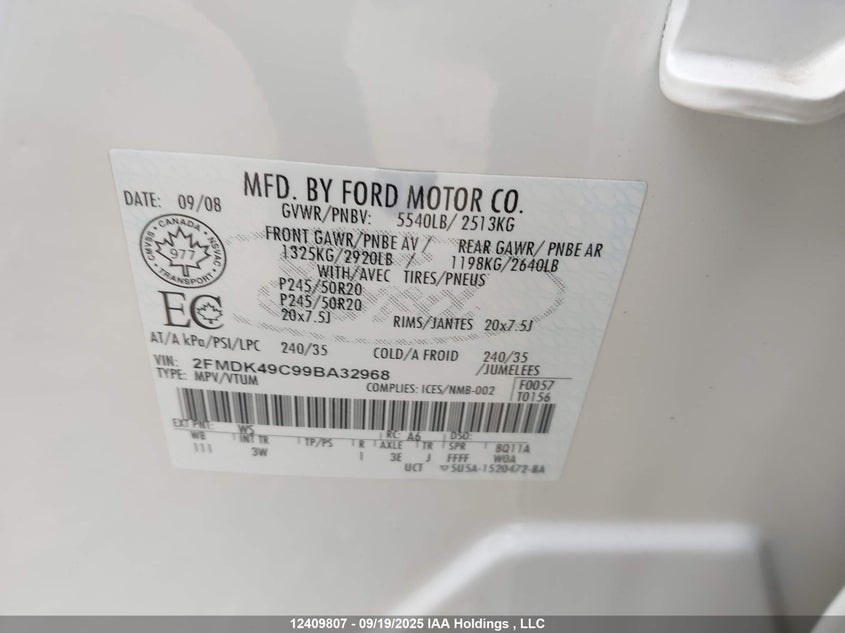 MFD. BY FORD MOTOR CO.
DATE: 09/08
GVWR/PNBV: 5540LB/ 2513KG
FRONT GAWR/PNBE AV / REAR GAWR/ PNBE AR
1325KG/2920LB / 1198KG/2640LB
WITH/AVEC TIRES/PNEUS
P245/50R20
P245/50R20
20x7.5J RIMS/JANTES 20x7.5J
CANADA
CMVSS NSVAC
977
TRANSPORT
EC
AT/A kPa/PSI/LPC 240/35 COLD/A FROID 240/35
/JUMELEES
VIN: 2FMDK49C99BA32968
TYPE: MPV/VTUM
COMPLIES: ICES/NMB-002
F0057
T0156
EXT PNT: WS RC: A6 DSO:
WB INT TR TP/PS R AXLE TR SPR BQ11A
111 3W I 3E J FFFF W0A
UCT 5U5A-1520472-BA
12409807 - 09/19/2025 IAA Holdings , LLC